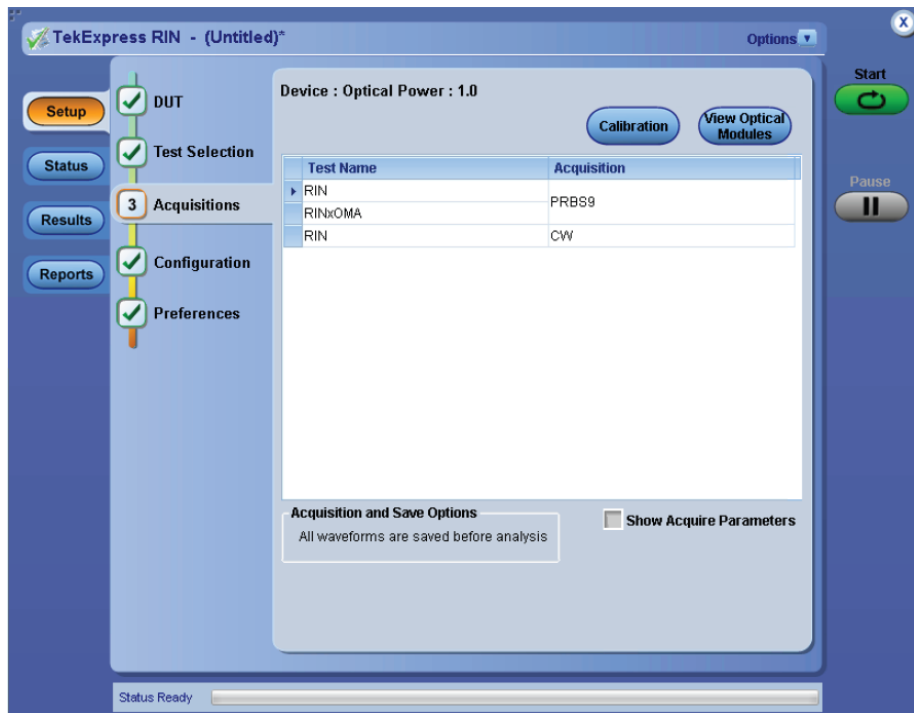 TekExpress RIN - (Untitled)*
Options
X
Start
Pause
Setup
Status
Results
Reports
DUT
Test Selection
3 Acquisitions
Configuration
Preferences
Device : Optical Power : 1.0
Calibration
View Optical
Modules
Test Name Acquisition
RIN
PRBS9
RINxOMA
RIN CW
Acquisition and Save Options
All waveforms are saved before analysis
Show Acquire Parameters
Status Ready